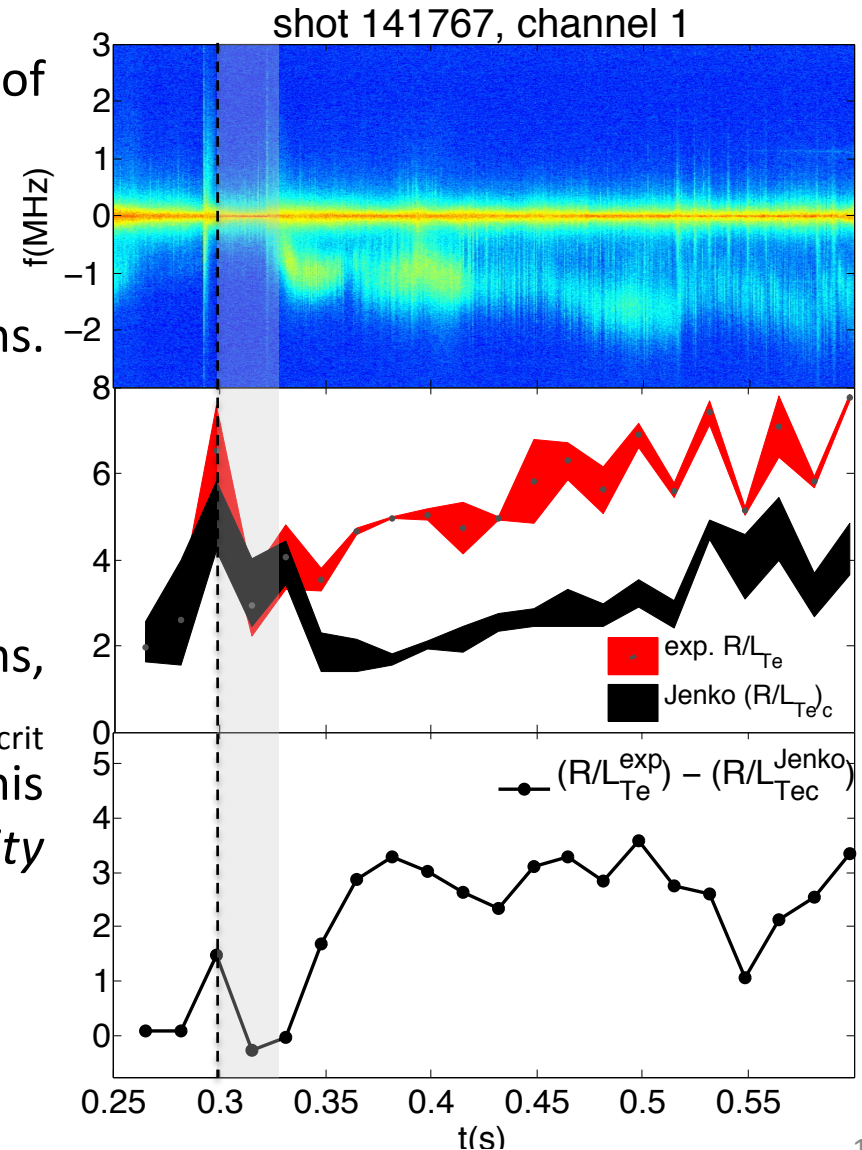 shot 141767, channel 1
of
ns.
ns,
crit
his
ity
f(MHz)
3
2
1
0
−1
−2
8
6
4
2
0
exp. R/L_Te
Jenko (R/L_Te)_c
5
4
3
2
1
0
(R/L_Te^exp) − (R/L_Tec^Jenko)
0.25 0.3 0.35 0.4 0.45 0.5 0.55
t(s)